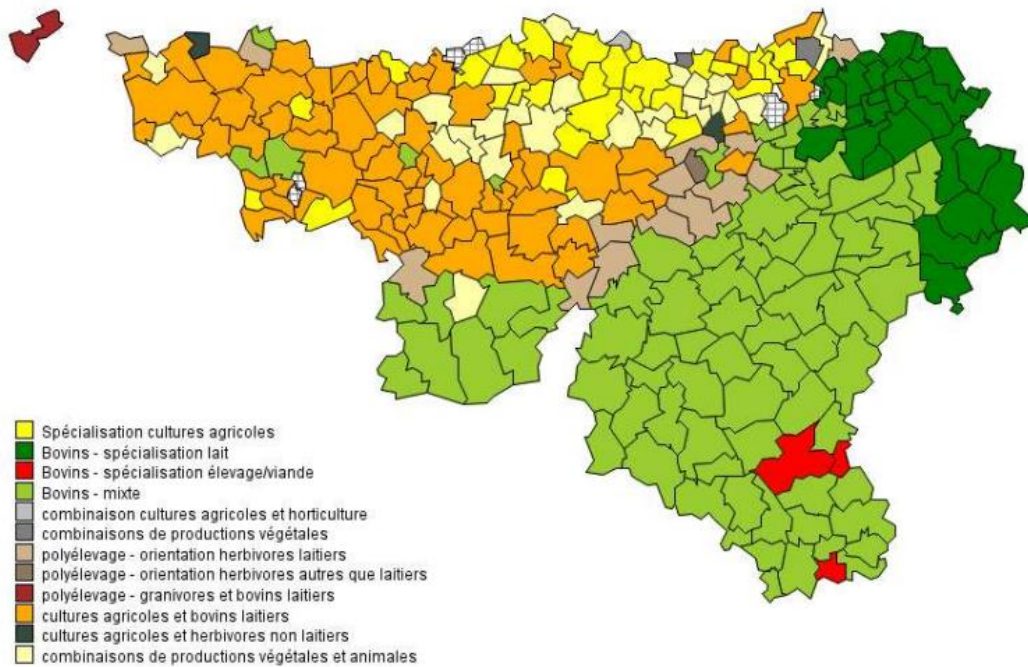 Spécialisation cultures agricoles
Bovins - spécialisation lait
Bovins - spécialisation élevage/viande
Bovins - mixte
combinaison cultures agricoles et horticulture
combinaisons de productions végétales
polyélevage - orientation herbivores laitiers
polyélevage - orientation herbivores autres que laitiers
polyélevage - granivores et bovins laitiers
cultures agricoles et bovins laitiers
cultures agricoles et herbivores non laitiers
combinaisons de productions végétales et animales